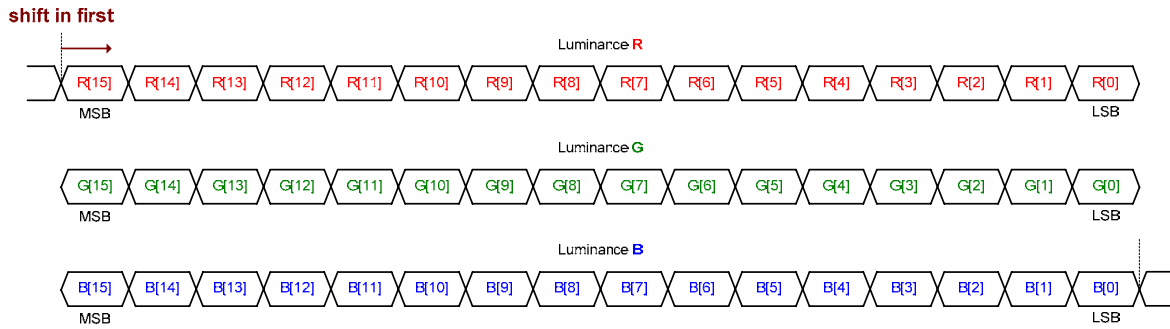 shift in first
Luminance R
R[15] R[14] R[13] R[12] R[11] R[10] R[9] R[8] R[7] R[6] R[5] R[4] R[3] R[2] R[1] R[0]
MSB LSB
Luminance G
G[15] G[14] G[13] G[12] G[11] G[10] G[9] G[8] G[7] G[6] G[5] G[4] G[3] G[2] G[1] G[0]
MSB LSB
Luminance B
B[15] B[14] B[13] B[12] B[11] B[10] B[9] B[8] B[7] B[6] B[5] B[4] B[3] B[2] B[1] B[0]
MSB LSB